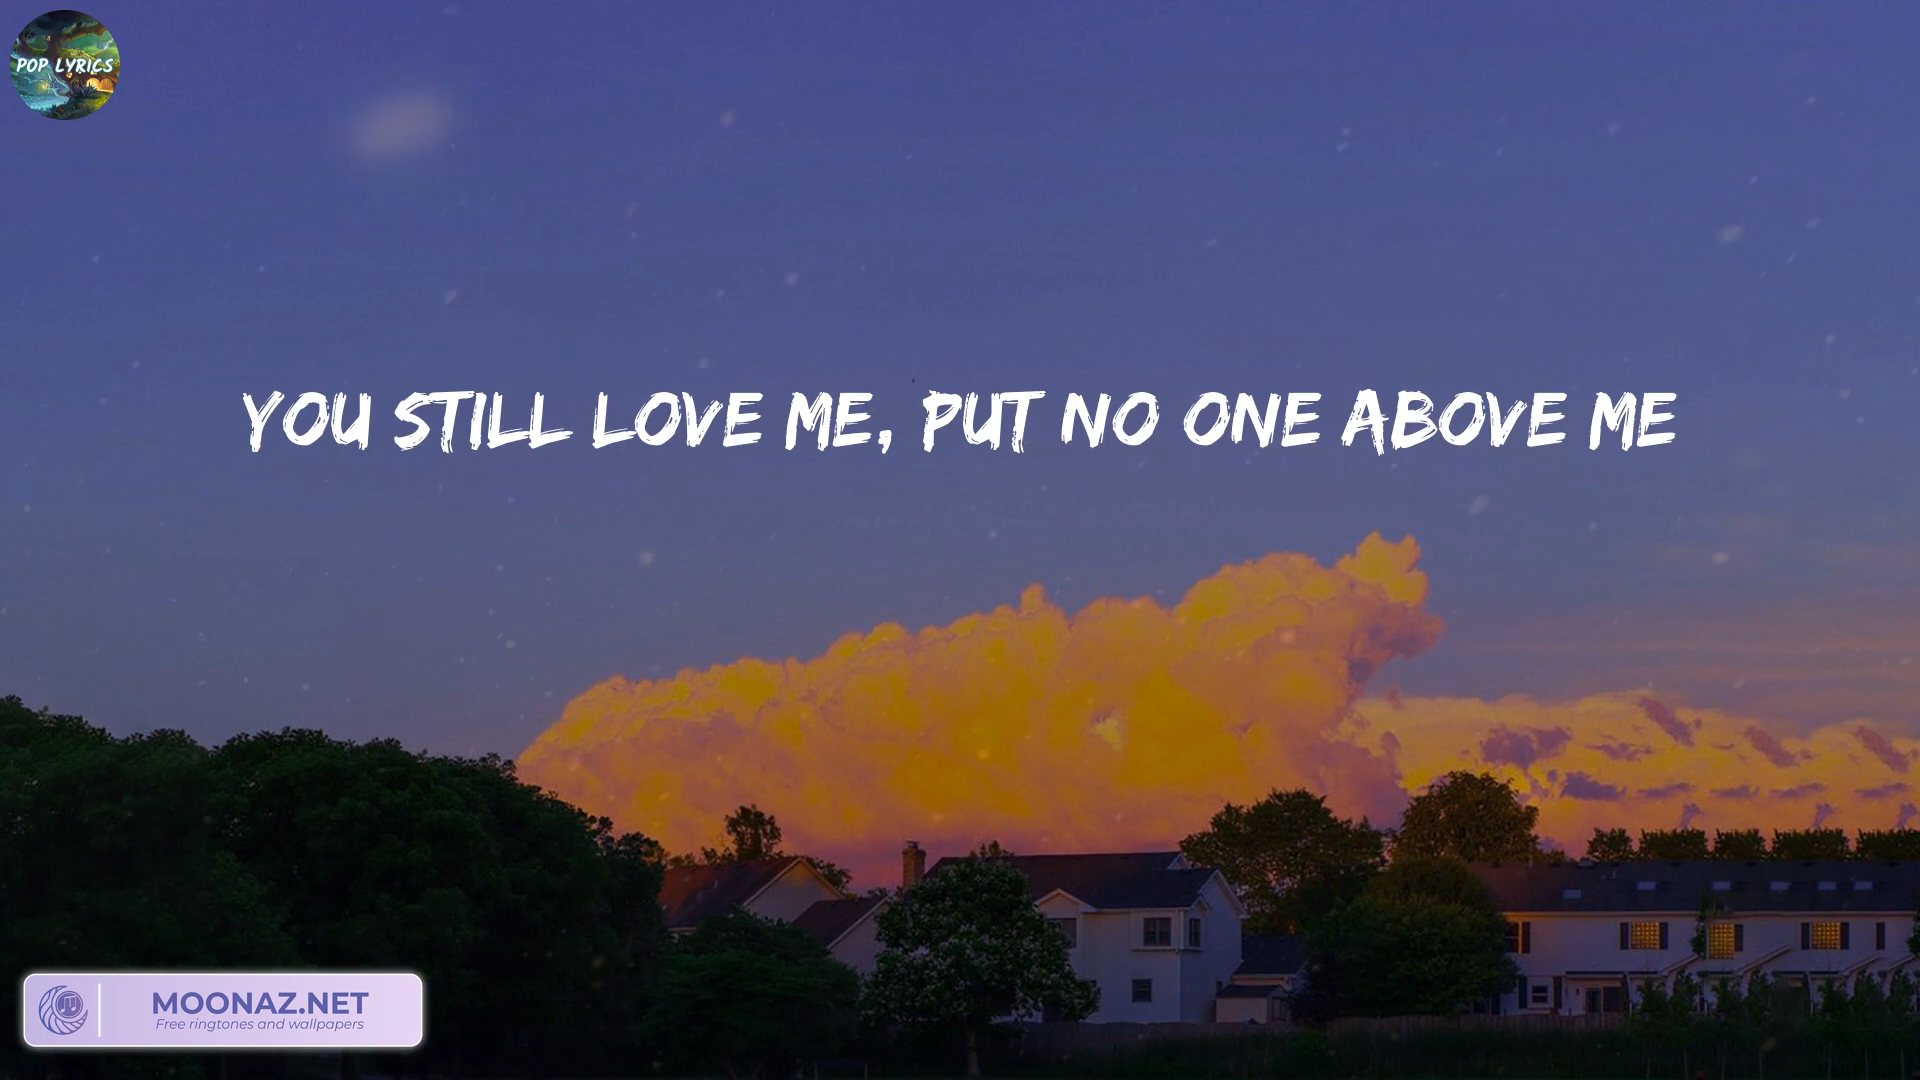 POP LYRICS
YOU STILL LOVE ME, PUT NO ONE ABOVE ME
MOONAZ.NET
Free ringtones and wallpapers